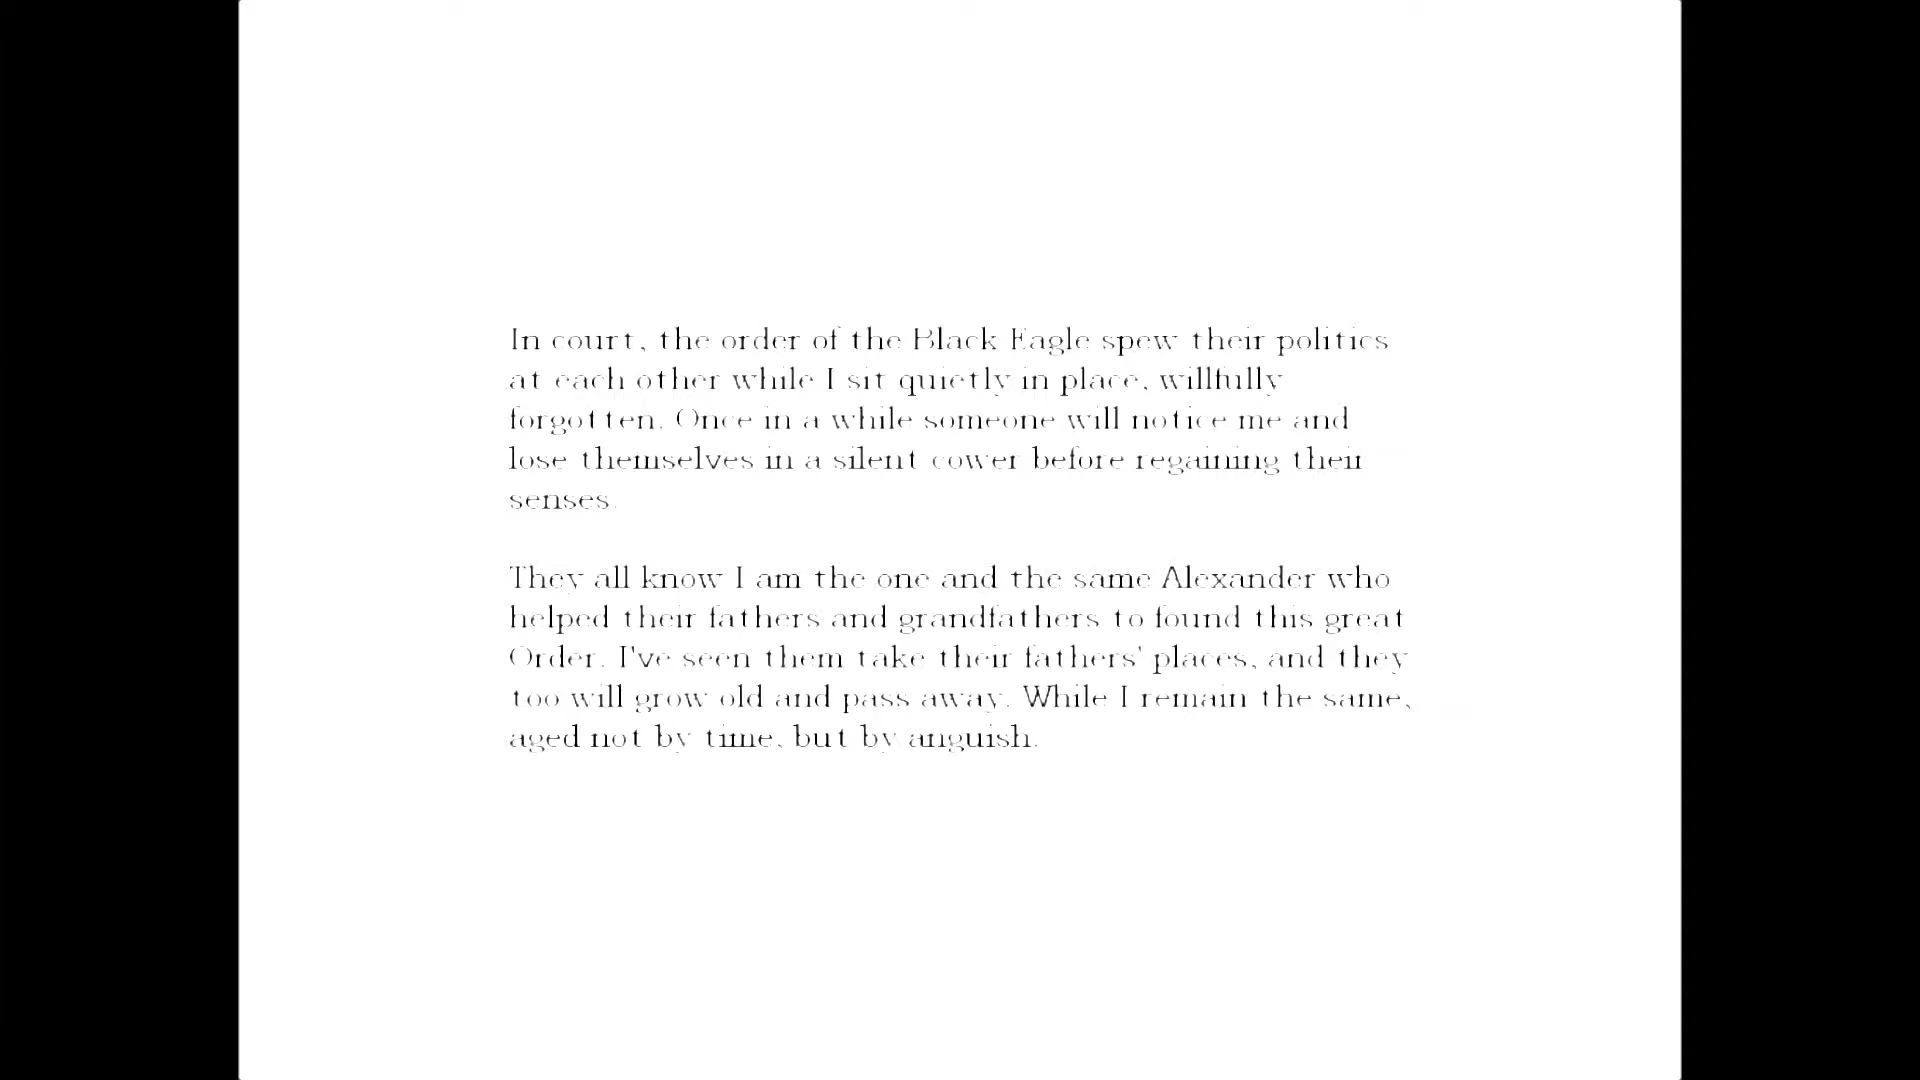 In court, the order of the Black Eagle spew their politics
at each other while I sit quietly in place, willfully
forgotten. Once in a while someone will notice me and
lose themselves in a silent cower before regaining their
senses.
They all know I am the one and the same Alexander who
helped their fathers and grandfathers to found this great
Order. I've seen them take their fathers' places, and they
too will grow old and pass away. While I remain the same,
aged not by time, but by anguish.